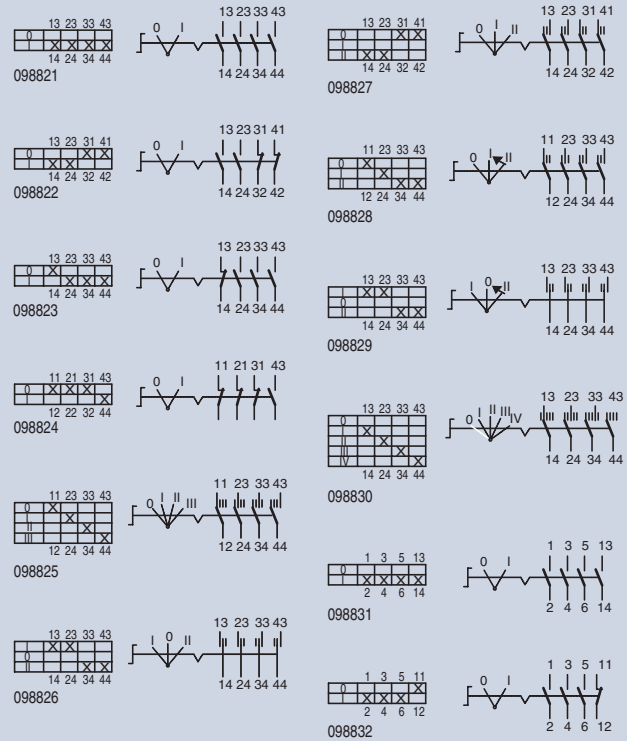 13 23 33 43
0
I X X X X
14 24 34 44
098821
0 I
13 23 33 43
14 24 34 44
13 23 31 41
0 X X
I X X
14 24 32 42
098822
0 I
13 23 31 41
14 24 32 42
13 23 33 43
0 X
I X X X
14 24 34 44
098823
0 I
13 23 33 43
14 24 34 44
11 21 31 43
0 X X X
I X
12 22 32 44
098824
0 I
11 21 31 43
11 23 33 43
0 X
I X
II X
III X
12 24 34 44
098825
0 I II III
11 23 33 43
12 24 34 44
13 23 33 43
I X X
0
II X X
14 24 34 44
098826
I 0 II
13 23 33 43
14 24 34 44
13 23 31 41
0 X X
I
II X X
14 24 32 42
098827
0 I II
13 23 31 41
14 24 32 42
11 23 33 43
0 X
I X
II X X
12 24 34 44
098828
0 I II
11 23 33 43
12 24 34 44
13 23 33 43
I X X
0
II X X
14 24 34 44
098829
I 0 II
13 23 33 43
14 24 34 44
13 23 33 43
0
I X
II X
III X
IV X
14 24 34 44
098830
0 I II III IV
13 23 33 43
14 24 34 44
1 3 5 13
0
I X X X X
2 4 6 14
098831
0 I
1 3 5 13
2 4 6 14
1 3 5 11
0 X
I X X X
2 4 6 12
098832
0 I
1 3 5 11
2 4 6 12